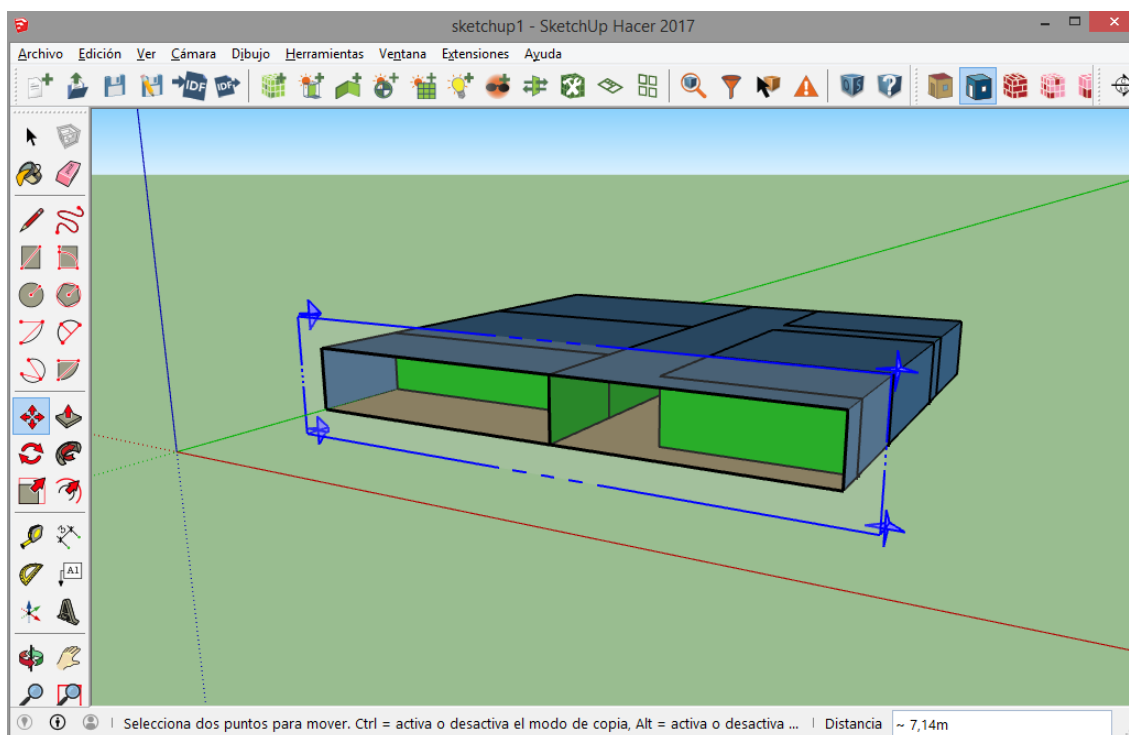 sketchup1 - SketchUp Hacer 2017
Archivo Edición Ver Cámara Dibujo Herramientas Ventana Extensiones Ayuda
IDF IDF OS ?
A1
Selecciona dos puntos para mover. Ctrl = activa o desactiva el modo de copia, Alt = activa o desactiva ... Distancia ~ 7,14m